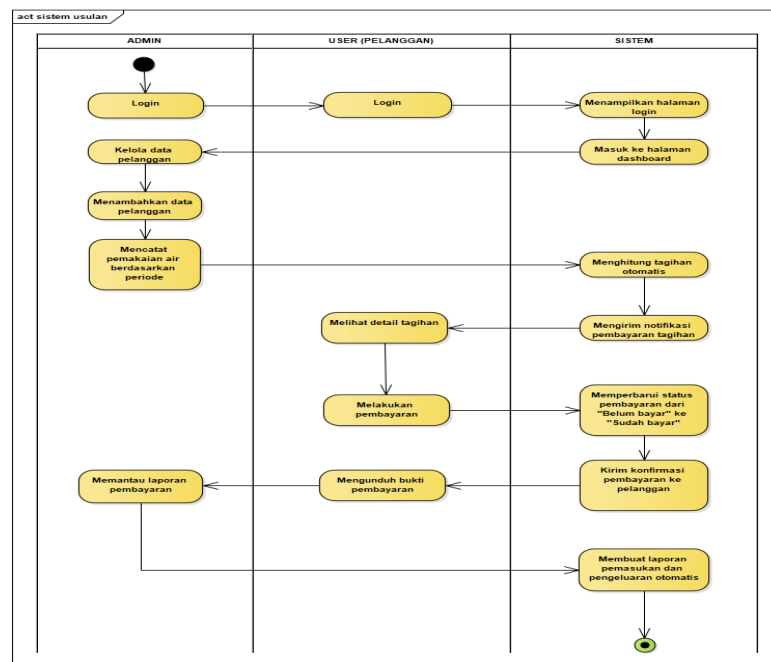 act sistem usulan
ADMIN
USER (PELANGGAN)
SISTEM
Login
Login
Menampilkan halaman
login
Kelola data
pelanggan
Masuk ke halaman
dashboard
Menambahkan data
pelanggan
Mencatat
pemakaian air
berdasarkan
periode
Menghitung tagihan
otomatis
Melihat detail tagihan
Mengirim notifikasi
pembayaran tagihan
Melakukan
pembayaran
Memperbarui status
pembayaran dari
"Belum bayar" ke
"Sudah bayar"
Memantau laporan
pembayaran
Mengunduh bukti
pembayaran
Kirim konfirmasi
pembayaran ke
pelanggan
Membuat laporan
pemasukan dan
pengeluaran otomatis